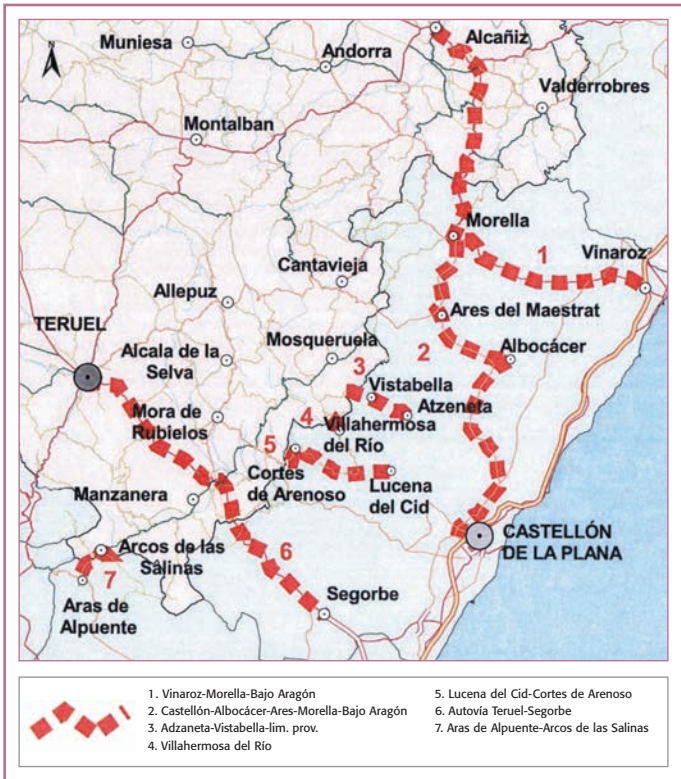 N
Muniesa
Alcañiz
Andorra
Valderrobres
Montalban
Morella
1
Vinaroz
Cantavieja
Allepuz
Ares del Maestrat
TERUEL
Mosqueruela
2
Albocácer
Alcala de la
Selva
3
Vistabella
Atzeneta
Mora de
Rubielos
4
Villahermosa
del Río
5
Cortes
de Arenoso
Lucena
del Cid
Manzanera
CASTELLÓN
DE LA PLANA
Arcos de las
Sâlinas
6
7
Aras de
Alpuente
Segorbe
1. Vinaroz-Morella-Bajo Aragón
2. Castellón-Albocácer-Ares-Morella-Bajo Aragón
3. Adzaneta-Vistabella-lim. prov.
4. Villahermosa del Río
5. Lucena del Cid-Cortes de Arenoso
6. Autovía Teruel-Segorbe
7. Aras de Alpuente-Arcos de las Salinas